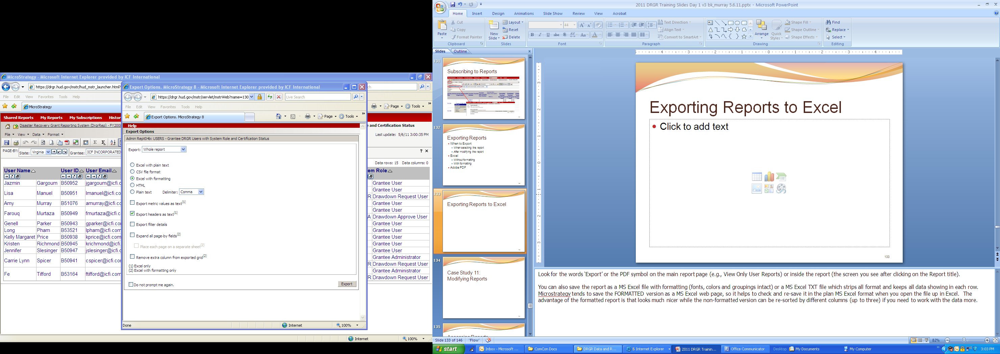 MicroStrategy - Microsoft Internet Explorer provided by ICF International
https://drgr.hud.gov/mstr/hud_mstr_launcher.html?
File Edit View Favorites Tools Help
MicroStrategy
Page Tools
Shared Reports My Reports My Subscriptions Histor
Disaster Recovery Grant Reporting System (DrgrRep) - FY2008
e and Certification Status
File View Data Format
Last update: 5/6/11 3:00:35 PM
PAGE-BY: State: Virginia Grantee: ICF INCORPORATED
Data rows: 15 Data columns: 0
User Name User ID User Email em Role
Jazmin Gargoum B50952 jgargoum@icfi.c Grantee User
Lisa Manuel B50951 lmanuel@icfi.co Grantee User
R Drawdown Request User
Amy Murray B51076 amurray@icfi.c Grantee User
Farouq Murtaza B50949 fmurtaza@icfi.c Grantee User
A Drawdown Approve User
Genell Parker B50943 gparker@icfi.co Grantee User
Long Pham B53521 lpham@icfi.com Grantee User
Kelly Margaret Price B50938 kprice@icfi.com Grantee User
Kristen Richmond B50945 krichmond@icfi. Grantee User
Jennifer Slesinger B50947 jslesinger@icfi.c Grantee User
Carrie Lynn Spicer B50941 cspicer@icfi.com Grantee Administrator
R Drawdown Request User
Fe Tifford B53164 ftifford@icfi.com Grantee Administrator
R Drawdown Request User
Internet 100%
Export Options. MicroStrategy 8 - Microsoft Internet Explorer provided by ICF International
https://drgr.hud.gov/mstr/servlet/mstrWeb?name=130
Live Search
File Edit View Favorites Tools Help
Export Options. MicroStrategy 8
Page Tools
Help
Export Options
Admin Rept04b: USERS - Grantee DRGR Users with System Role and Certification Status
Export: Whole report
Excel with plain text
CSV file format
Excel with formatting
HTML
Plain text Delimiter: Comma
Export metric values as text(1)
Export headers as text(1)
Export filter details
Expand all page-by fields(2)
Place each page on a separate sheet(2)
Remove extra column from exported grid(2)
(1) Excel only
(2) Excel with formatting only
Do not prompt me again.
Export
Done Internet 100%
2011 DRGR Training Slides Day 1 v3 bk_murray 5.6.11.pptx - Microsoft PowerPoint
Home Insert Design Animations Slide Show Review View Acrobat
Paste
Cut
Copy
Format Painter
Clipboard
New Slide
Layout
Reset
Delete
Slides
44
Font
Text Direction
Align Text
Convert to SmartArt
Paragraph
Arrange
Quick Styles
Shape Fill
Shape Outline
Shape Effects
Drawing
Find
Replace
Select
Editing
Slides Outline
131
Subscribing to Reports
132
Exporting Reports
When to Export
When selecting the report
After modifying the report
Excel
Without formatting
With formatting
Adobe PDF
133
Exporting Reports to Excel
134
Case Study 11:
Modifying Reports
135
Exporting Reports to Excel
Click to add text
133
Look for the words ‘Export’ or the PDF symbol on the main report page (e.g., View Only User Reports) or inside the report (the screen you see after clicking on the Report title).
You can also save the report as a MS Excel file with formatting (fonts, colors and groupings intact) or a MS Excel TXT file which strips all format and keeps all data showing in each row.
Microstrategy tends to save the FORMATTED version as a MS Excel web page, so it helps to check and re-save it in the plan MS Excel format when you open the file up in Excel. The
advantage of the formatted report is that looks much nicer while the non-formatted version can be re-sorted by different columns (up to three) if you need to work with the data more.
Slide 133 of 146 "Flow" 82%
start Inbox - Microsoft ... ComCon Docs DRGR Data and R... 5 Internet Explorer 2011 DRGR Trainin... Office Communicator Desktop My Documents My Computer 3:03 PM